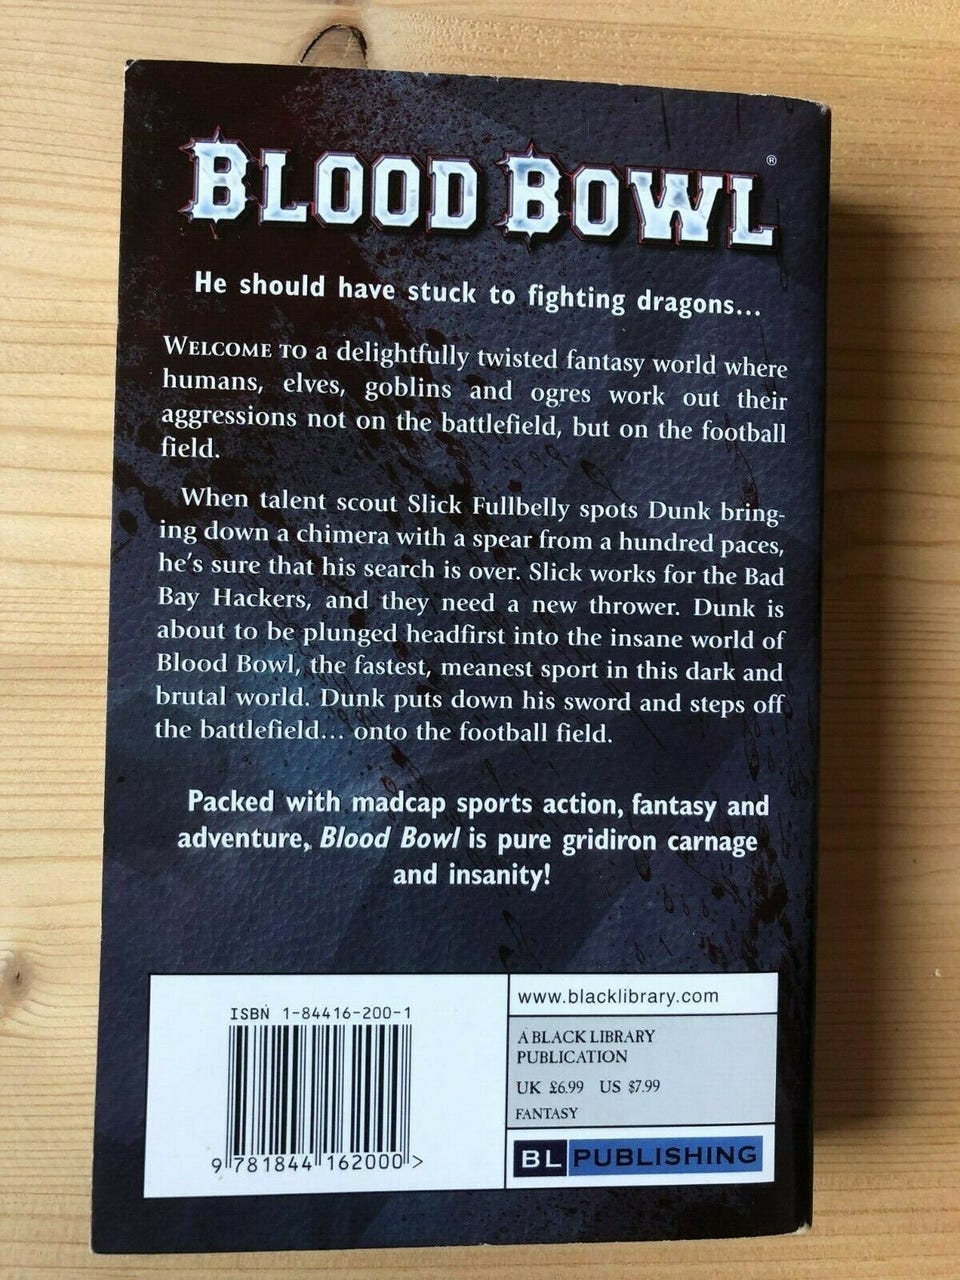 BLOOD BOWL®
He should have stuck to fighting dragons...
WELCOME TO a delightfully twisted fantasy world where
humans, elves, goblins and ogres work out their
aggressions not on the battlefield, but on the football
field.
When talent scout Slick Fullbelly spots Dunk bring-
ing down a chimera with a spear from a hundred paces,
he's sure that his search is over. Slick works for the Bad
Bay Hackers, and they need a new thrower. Dunk is
about to be plunged headfirst into the insane world of
Blood Bowl, the fastest, meanest sport in this dark and
brutal world. Dunk puts down his sword and steps off
the battlefield... onto the football field.
Packed with madcap sports action, fantasy and
adventure, Blood Bowl is pure gridiron carnage
and insanity!
ISBN 1-84416-200-1
9 781844 162000 >
www.blacklibrary.com
A BLACK LIBRARY
PUBLICATION
UK £6.99 US $7.99
FANTASY
BL PUBLISHING